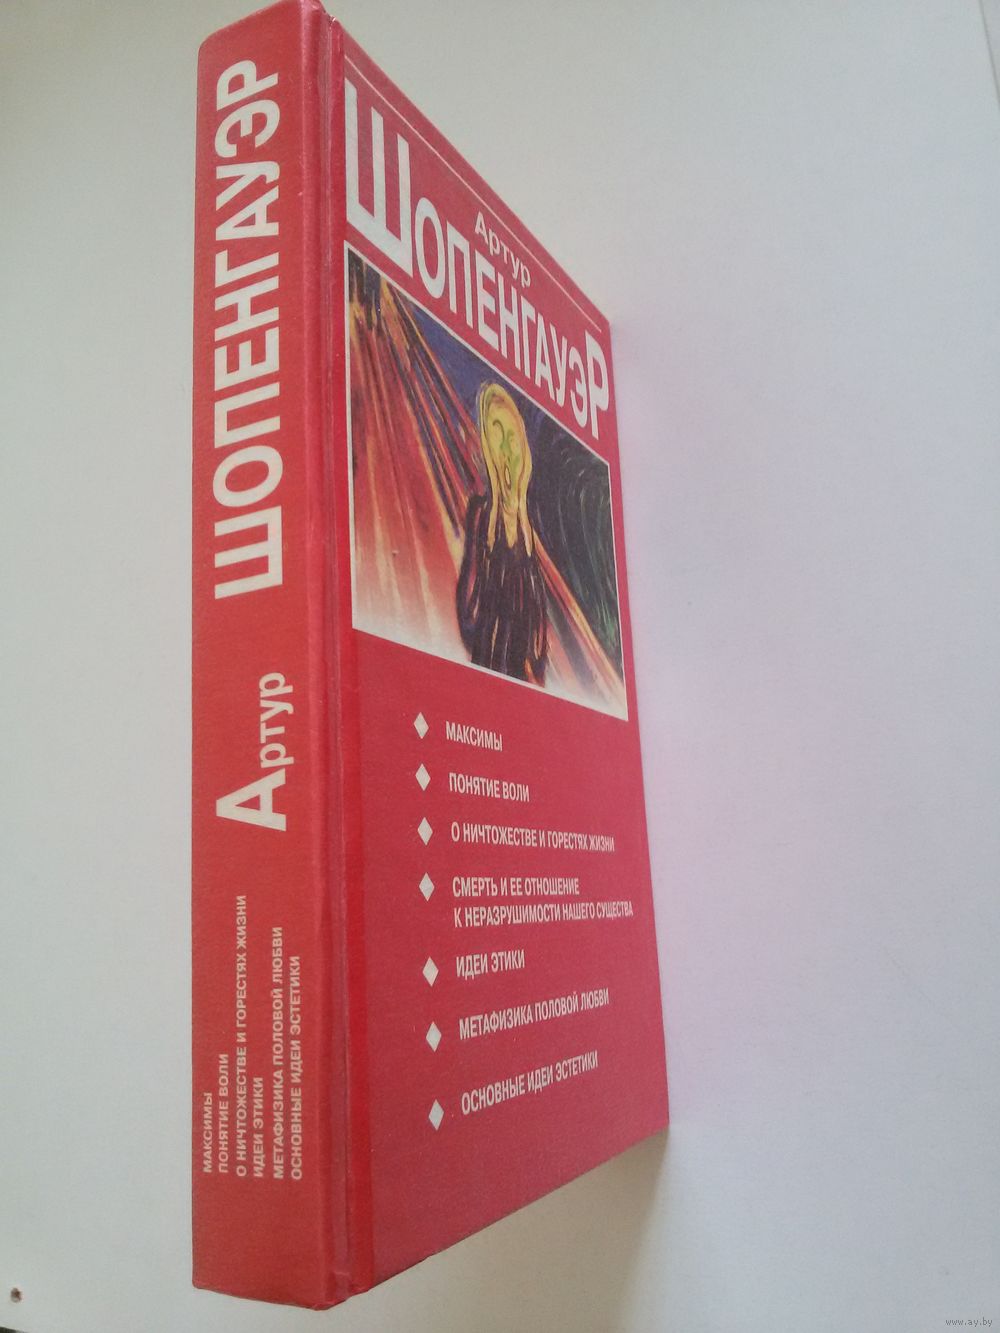 Артур
ШОПЕНГАУЭР
МАКСИМЫ
ПОНЯТИЕ ВОЛИ
О НИЧТОЖЕСТВЕ И ГОРЕСТЯХ ЖИЗНИ
ИДЕИ ЭТИКИ
МЕТАФИЗИКА ПОЛОВОЙ ЛЮБВИ
ОСНОВНЫЕ ИДЕИ ЭСТЕТИКИ
Артур
ШОПЕНГАУЭР
МАКСИМЫ
ПОНЯТИЕ ВОЛИ
О НИЧТОЖЕСТВЕ И ГОРЕСТЯХ ЖИЗНИ
СМЕРТЬ И ЕЕ ОТНОШЕНИЕ
К НЕРАЗРУШИМОСТИ НАШЕГО СУЩЕСТВА
ИДЕИ ЭТИКИ
МЕТАФИЗИКА ПОЛОВОЙ ЛЮБВИ
ОСНОВНЫЕ ИДЕИ ЭСТЕТИКИ
www.ay.by